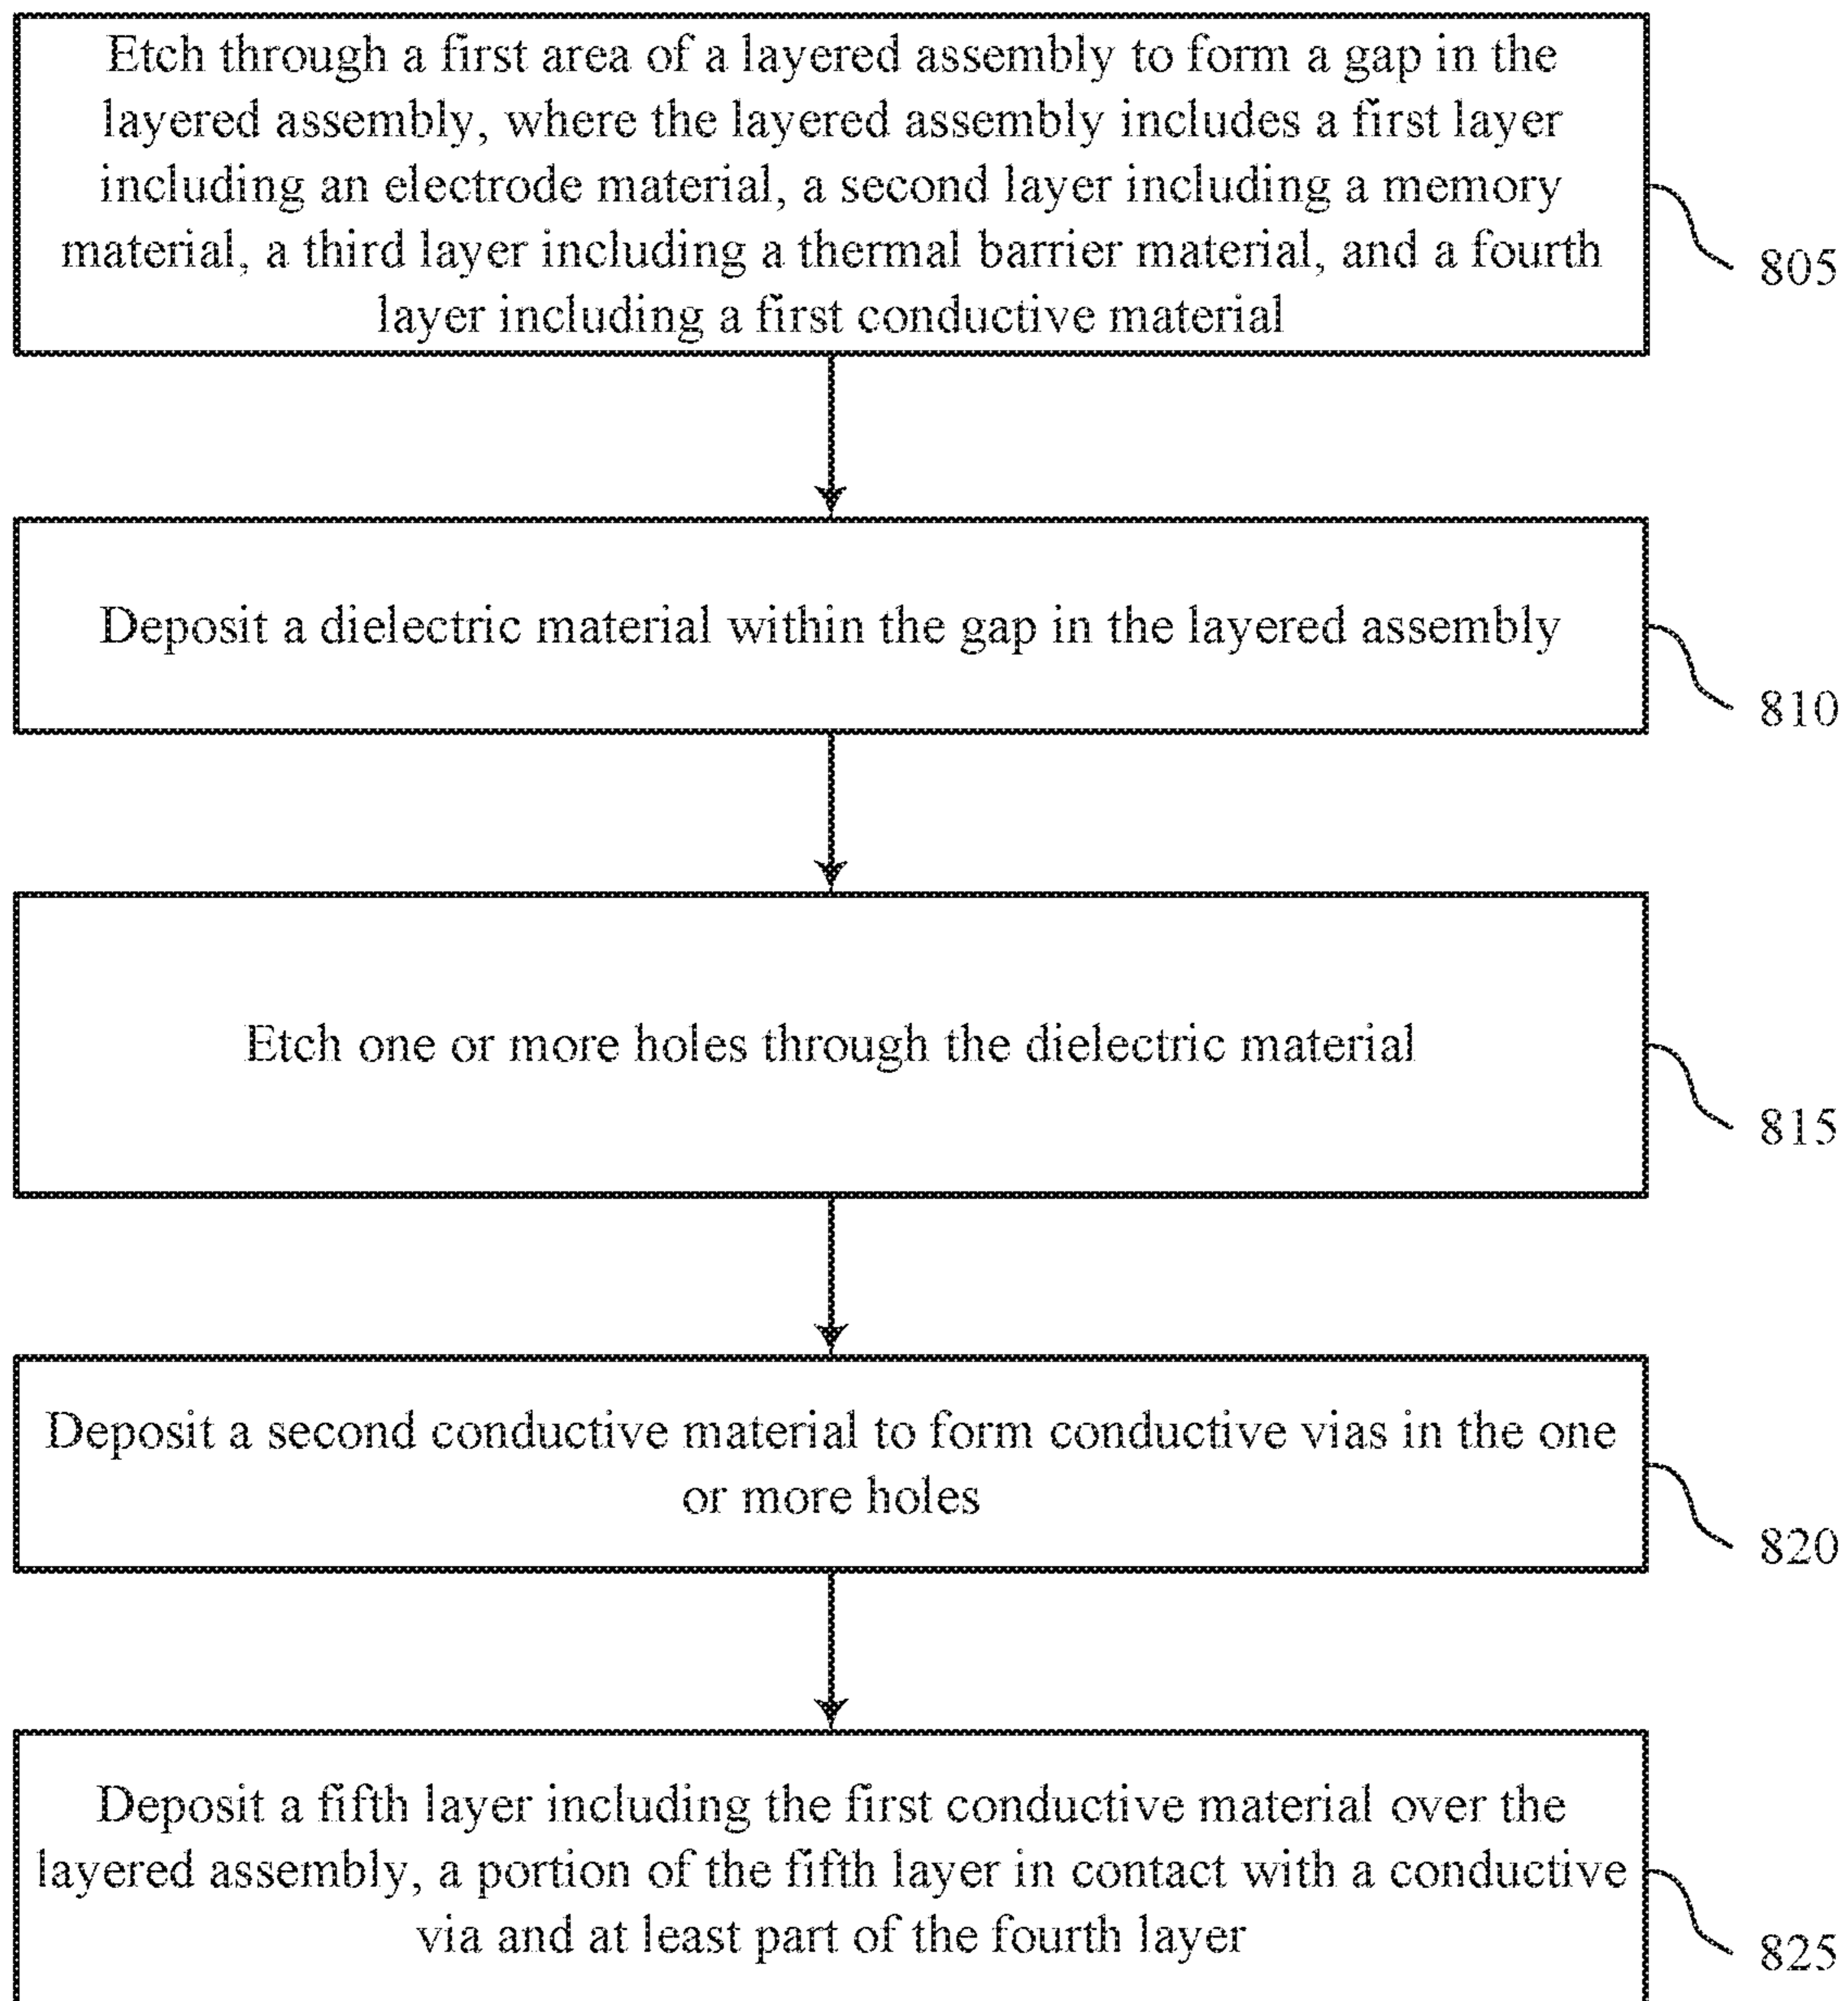 Etch through a first area of a layered assembly to form a gap in the
layered assembly, where the layered assembly includes a first layer
including an electrode material, a second layer including a memory
material, a third layer including a thermal barrier material, and a fourth
layer including a first conductive material
805
Deposit a dielectric material within the gap in the layered assembly
810
Etch one or more holes through the dielectric material
815
Deposit a second conductive material to form conductive vias in the one
or more holes
820
Deposit a fifth layer including the first conductive material over the
layered assembly, a portion of the fifth layer in contact with a conductive
via and at least part of the fourth layer
825